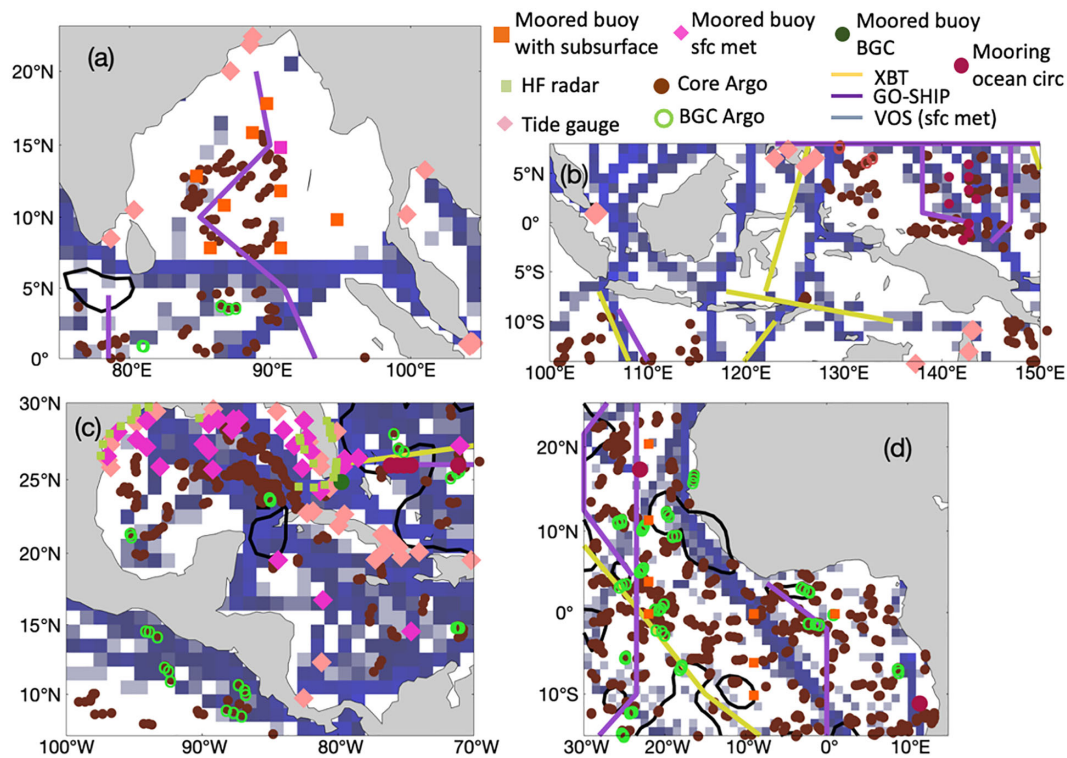 Moored buoy
with subsurface
Moored buoy
sfc met
Moored buoy
BGC
Mooring
ocean circ
HF radar
Core Argo
XBT
GO-SHIP
VOS (sfc met)
Tide gauge
BGC Argo
(a)
20°N
15°N
10°N
5°N
0°
80°E
90°E
100°E
(b)
5°N
0°
5°S
10°S
100°E
110°E
120°E
130°E
140°E
150°E
(c)
30°N
25°N
20°N
15°N
10°N
100°W
90°W
80°W
70°W
(d)
20°N
10°N
0°
10°S
30°W
20°W
10°W
0°
10°E